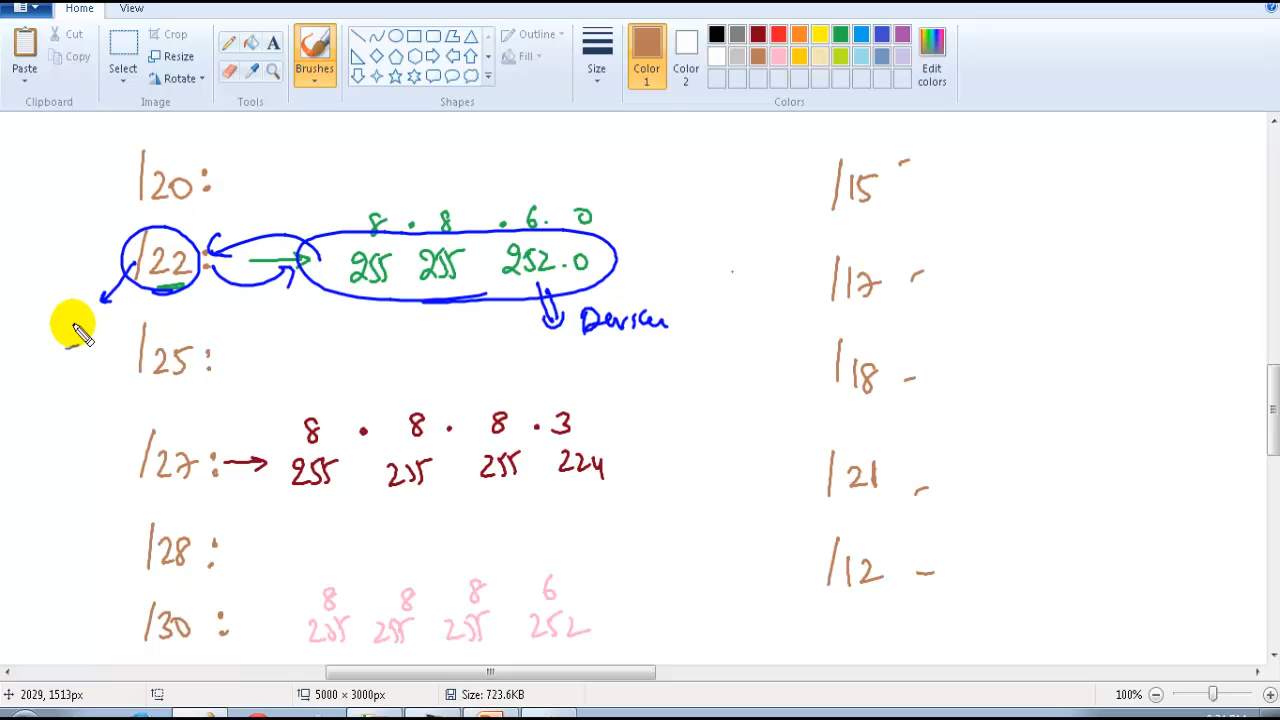 Home View
Cut
Copy
Paste
Clipboard
Crop
Resize
Rotate
Select
Image
Tools
Brushes
Outline
Fill
Shapes
Size
Color 1
Color 2
Edit colors
Colors
/20:
8 . 8 . 6. 0
/22: 255 255 252.0
/25:
8 . 8 . 8 . 3
/27: 255 255 255 224
/28:
8 8 8 6
/30: 255 255 255 252
/15 -
/17 -
/18 -
/21 -
/12 -
2029, 1513px
5000 × 3000px
Size: 723.6KB
100%